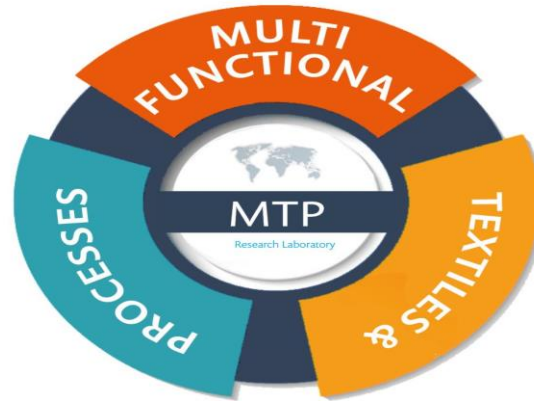 MULTI
FUNCTIONAL
TEXTILES &
PROCESSES
MTP
Research Laboratory